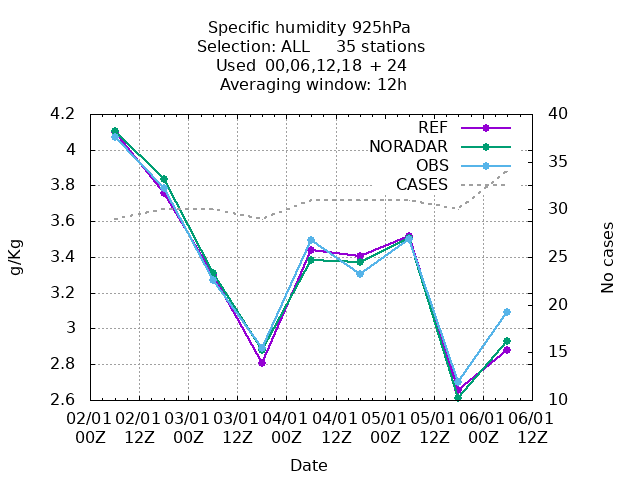 Specific humidity 925hPa
Selection: ALL 35 stations
Used 00,06,12,18 + 24
Averaging window: 12h
REF
NORADAR
OBS
CASES
4.2
4
3.8
3.6
3.4
3.2
3
2.8
2.6
g/Kg
40
35
30
25
20
15
10
No cases
02/01 02/01 03/01 03/01 04/01 04/01 05/01 05/01 06/01 06/01
00Z 12Z 00Z 12Z 00Z 12Z 00Z 12Z 00Z 12Z
Date